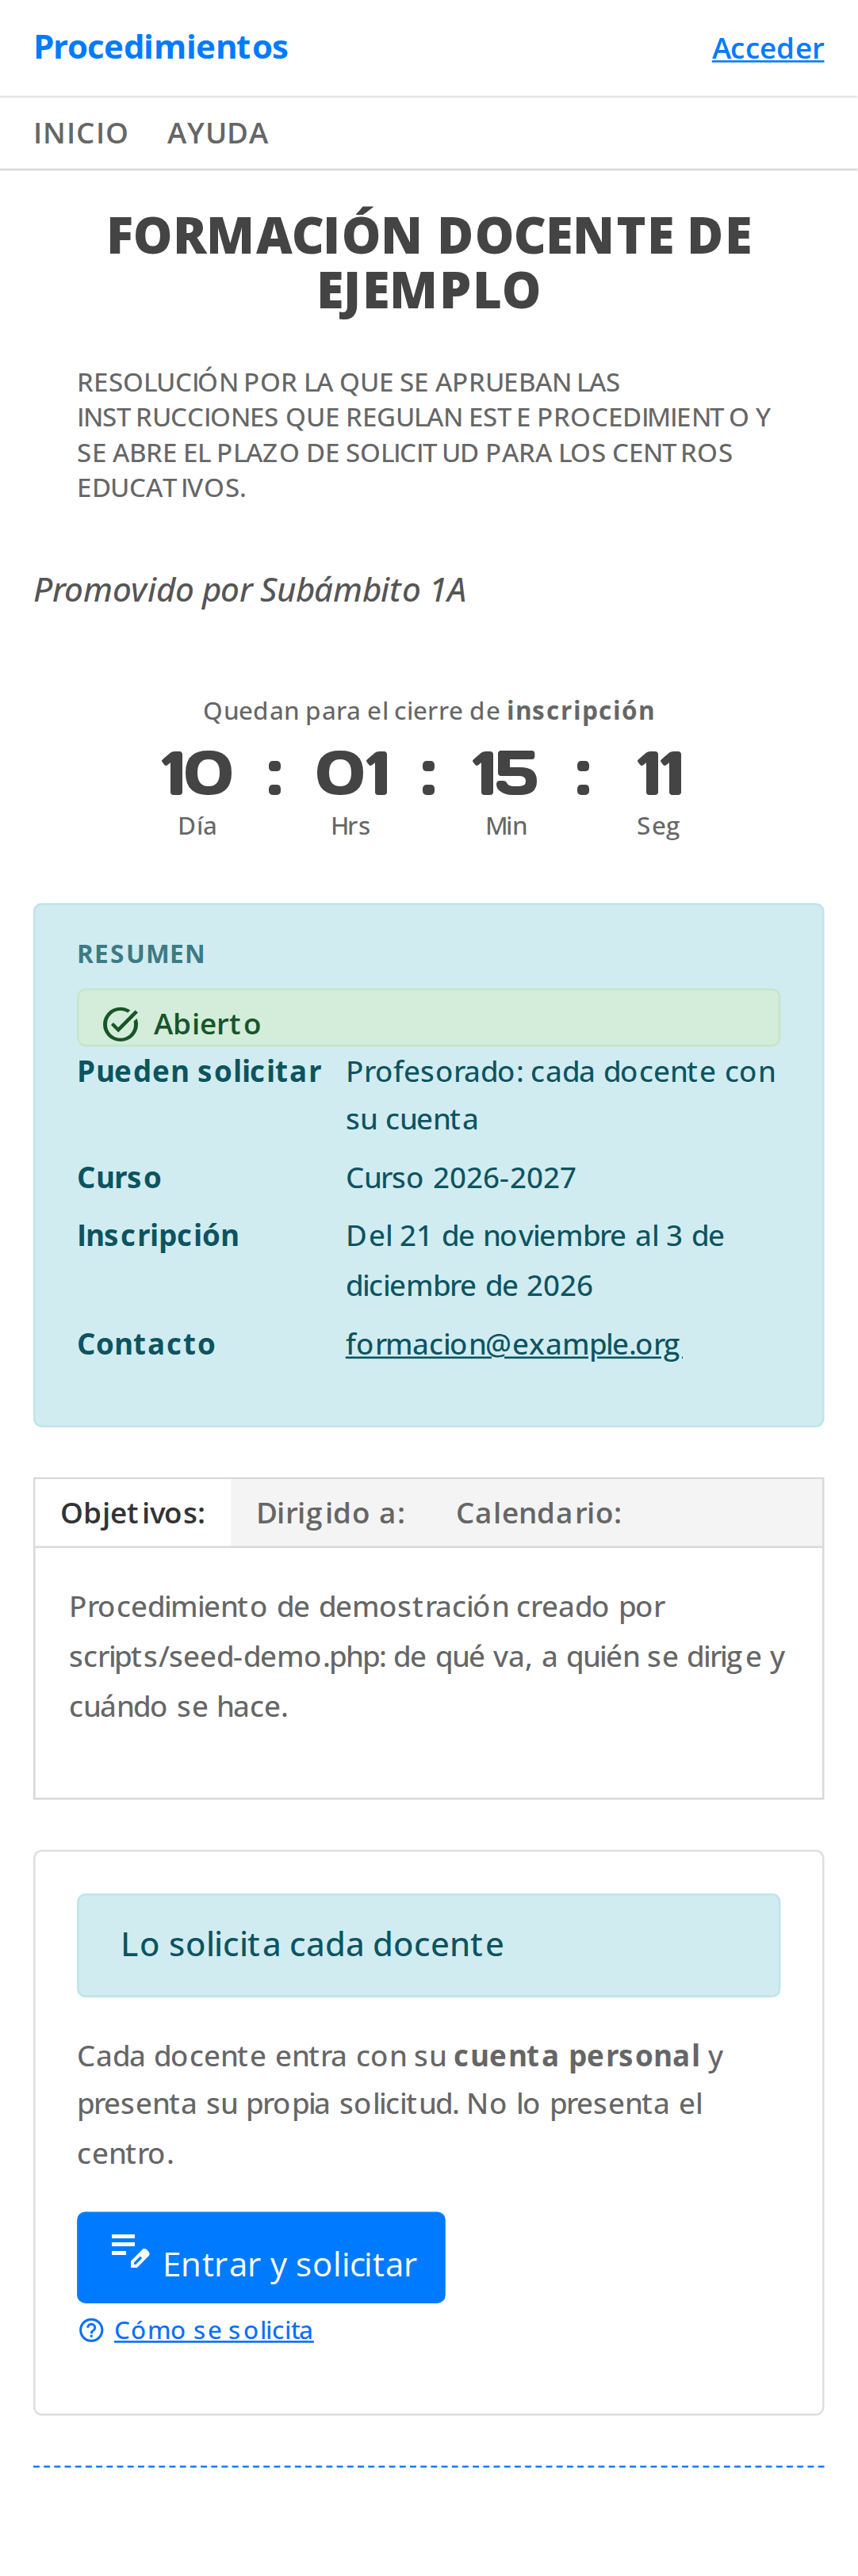 Procedimientos
Acceder
INICIO AYUDA
FORMACIÓN DOCENTE DE
EJEMPLO
RESOLUCIÓN POR LA QUE SE APRUEBAN LAS
INSTRUCCIONES QUE REGULAN ESTE PROCEDIMIENTO Y
SE ABRE EL PLAZO DE SOLICITUD PARA LOS CENTROS
EDUCATIVOS.
Promovido por Subámbito 1A
Quedan para el cierre de inscripción
10 : 01 : 15 : 11
Día Hrs Min Seg
RESUMEN
Abierto
Pueden solicitar Profesorado: cada docente con
su cuenta
Curso Curso 2026-2027
Inscripción Del 21 de noviembre al 3 de
diciembre de 2026
Contacto formacion@example.org
Objetivos: Dirigido a: Calendario:
Procedimiento de demostración creado por
scripts/seed-demo.php: de qué va, a quién se dirige y
cuándo se hace.
Lo solicita cada docente
Cada docente entra con su cuenta personal y
presenta su propia solicitud. No lo presenta el
centro.
Entrar y solicitar
Cómo se solicita